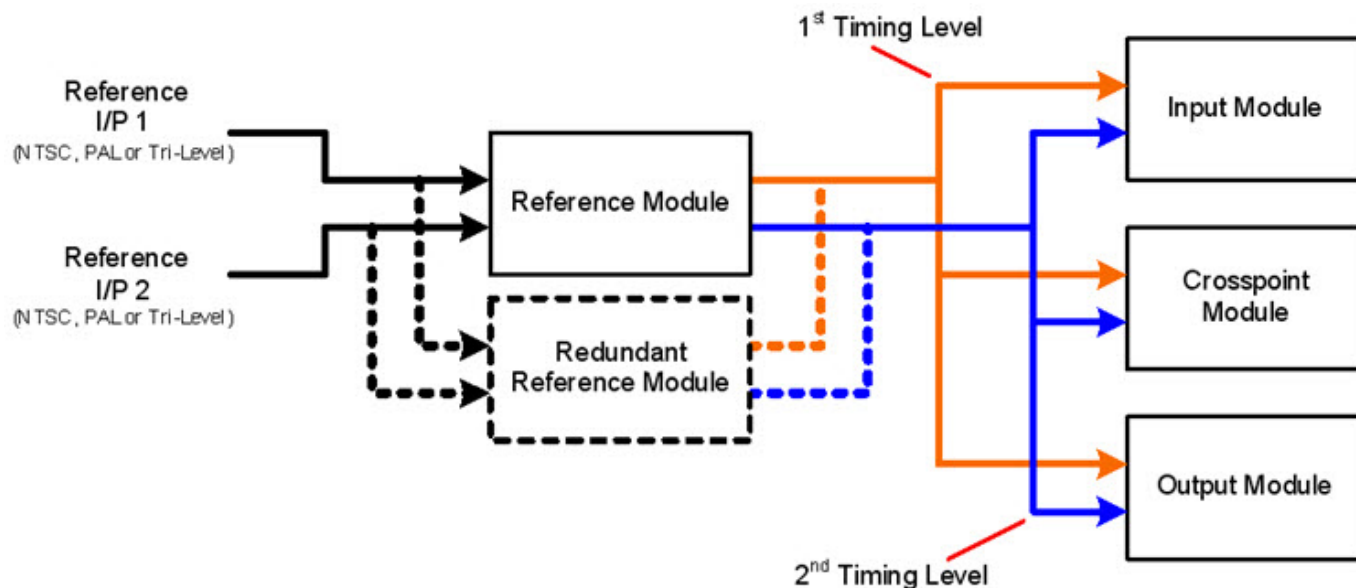 1st Timing Level
Reference
I/P 1
(NTSC, PAL or Tri-Level)
Reference
I/P 2
(NTSC, PAL or Tri-Level)
Reference Module
Redundant
Reference Module
Input Module
Crosspoint
Module
Output Module
2nd Timing Level